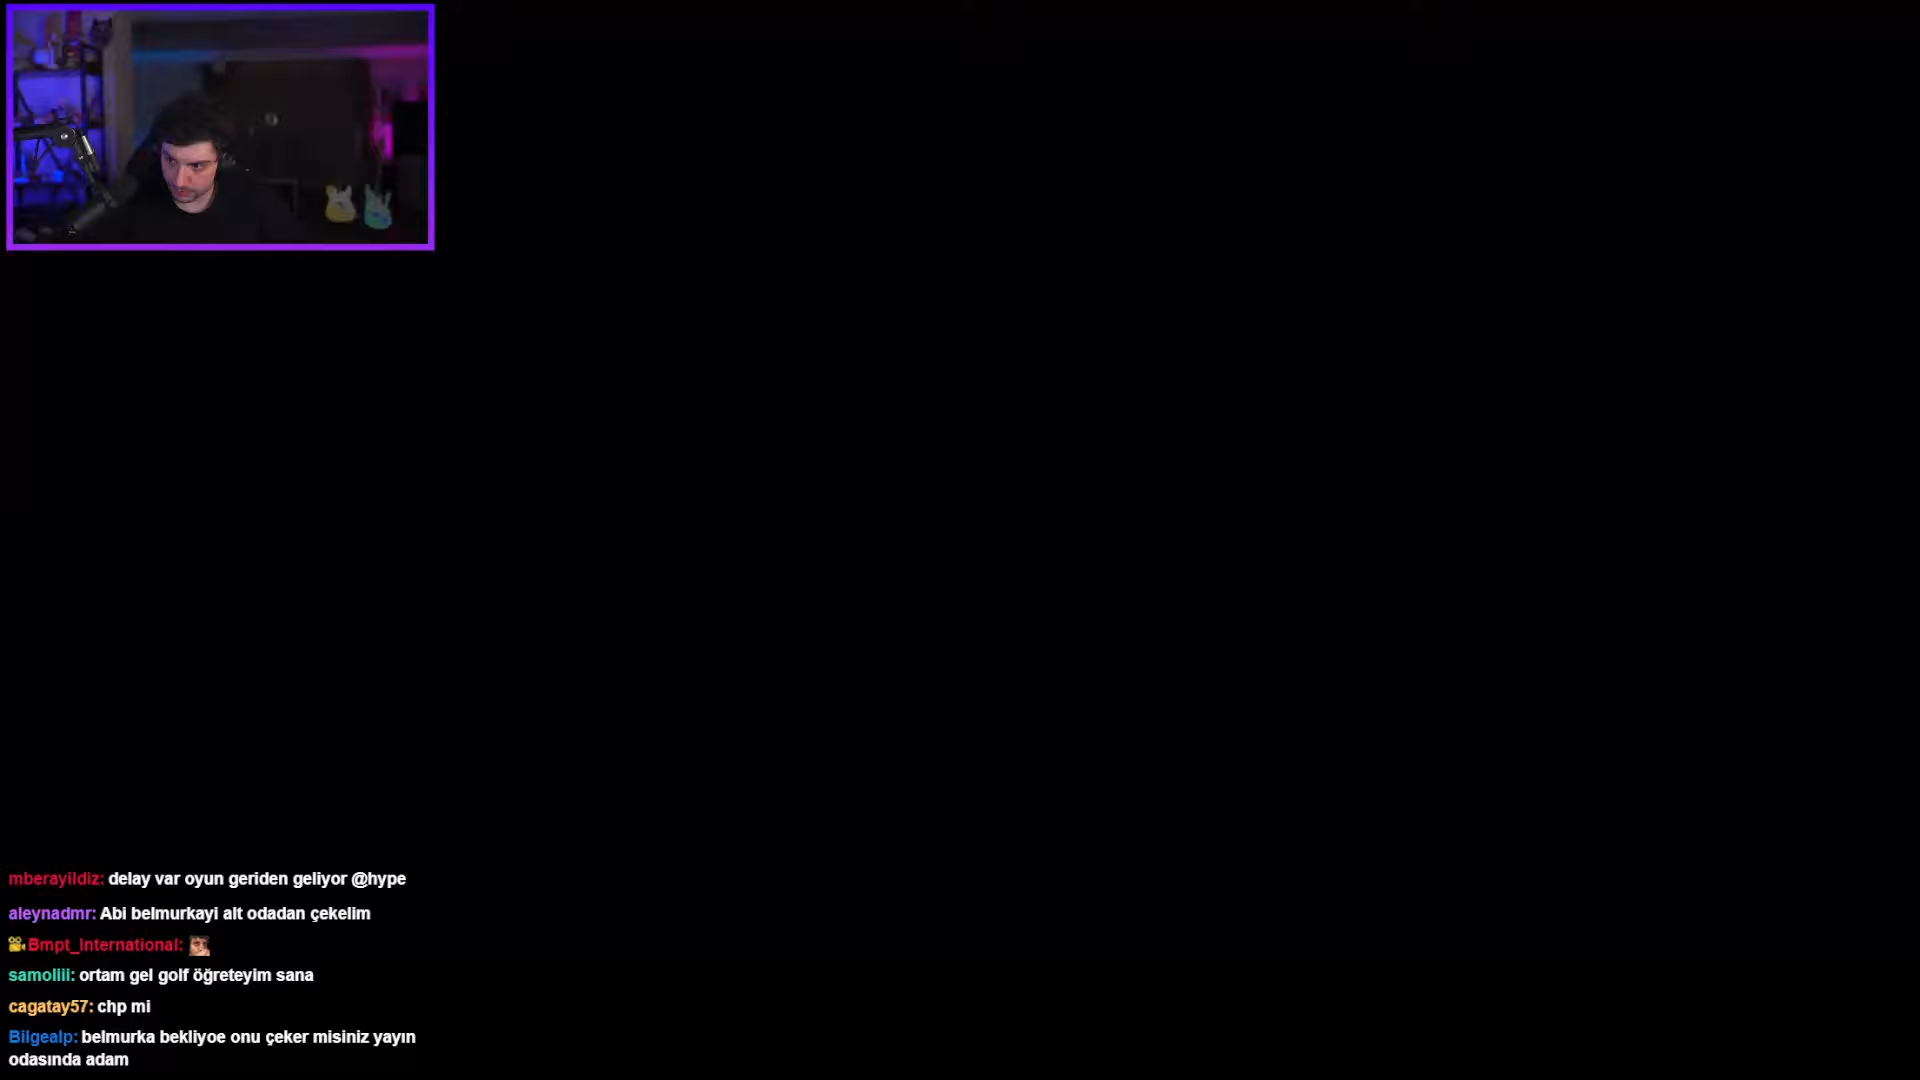 mberayildiz: delay var oyun geriden geliyor @hype
aleynadmr: Abi belmurkayi alt odadan çekelim
Bmpt_International:
samoliii: ortam gel golf öğreteyim sana
cagatay57: chp mi
Bilgealp: belmurka bekliyoe onu çeker misiniz yayın
odasında adam